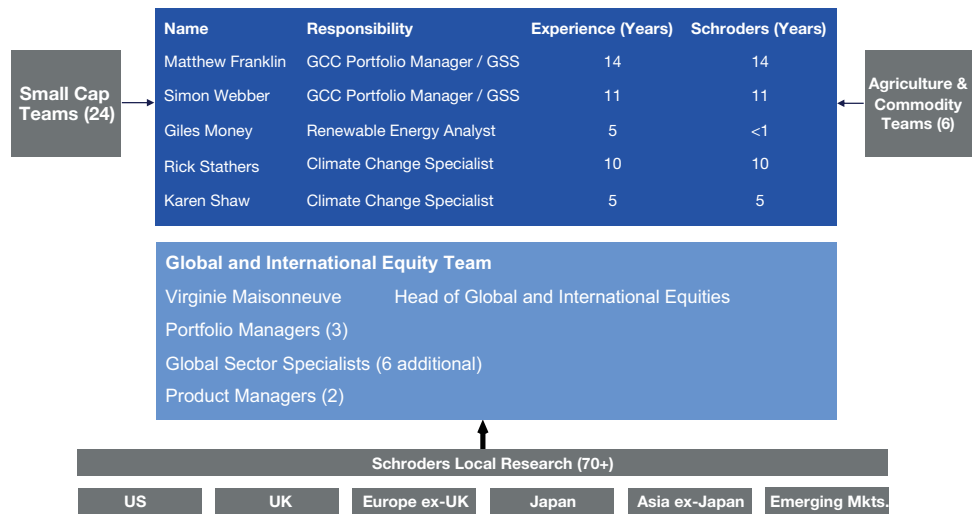 Name Responsibility Experience (Years) Schroders (Years)
Matthew Franklin GCC Portfolio Manager / GSS 14 14
Simon Webber GCC Portfolio Manager / GSS 11 11
Giles Money Renewable Energy Analyst 5 <1
Rick Stathers Climate Change Specialist 10 10
Karen Shaw Climate Change Specialist 5 5
Small Cap
Teams (24)
Agriculture &
Commodity
Teams (6)
Global and International Equity Team
Virginie Maisonneuve Head of Global and International Equities
Portfolio Managers (3)
Global Sector Specialists (6 additional)
Product Managers (2)
Schroders Local Research (70+)
US UK Europe ex-UK Japan Asia ex-Japan Emerging Mkts.